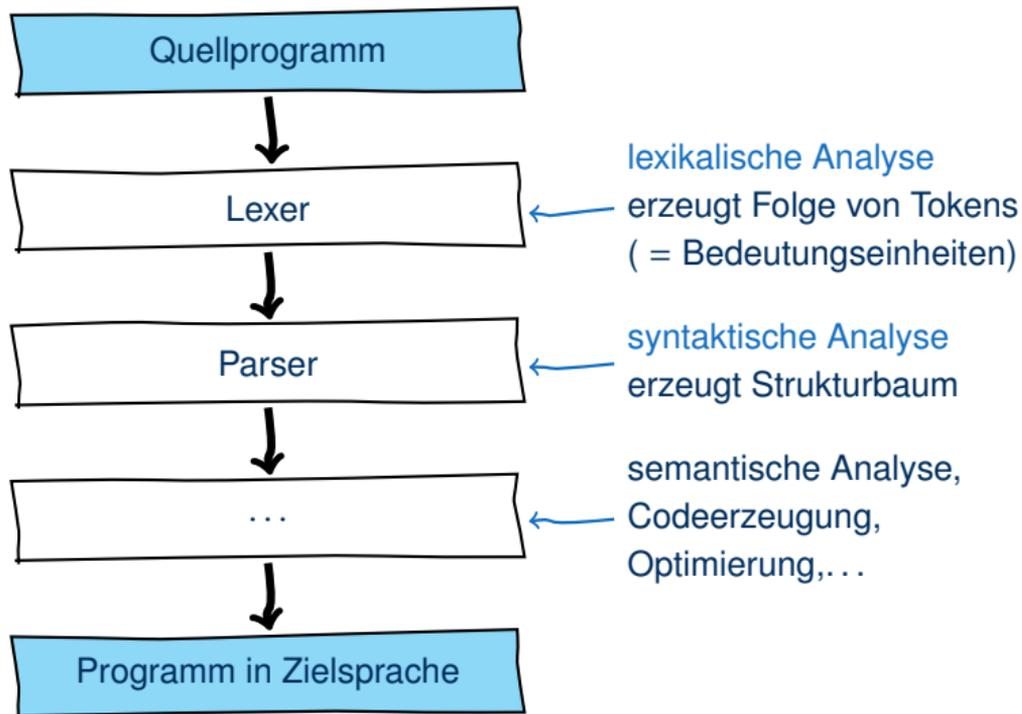 Quellprogramm
Lexer
lexikalische Analyse
erzeugt Folge von Tokens
( = Bedeutungseinheiten)
Parser
syntaktische Analyse
erzeugt Strukturbaum
...
semantische Analyse,
Codeerzeugung,
Optimierung,...
Programm in Zielsprache